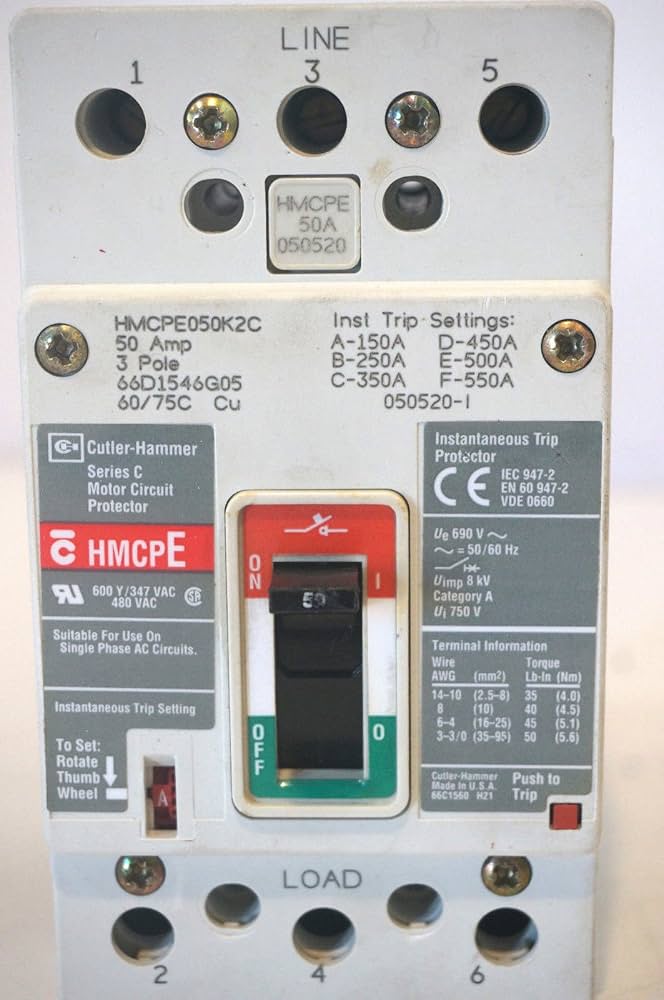 LINE
1 3 5
HMCPE
50A
050520
HMCPE050K2C
50 Amp
3 Pole
66D1546G05
60/75C Cu
Inst Trip Settings:
A-150A D-450A
B-250A E-500A
C-350A F-550A
050520-I
Cutler-Hammer
Series C
Motor Circuit
Protector
C HMCPE
600 Y/347 VAC
480 VAC
Suitable For Use On
Single Phase AC Circuits.
Instantaneous Trip Setting
To Set:
Rotate
Thumb
Wheel
A
ON I
50
OFF O
Instantaneous Trip
Protector
CE IEC 947-2
EN 60 947-2
VDE 0660
Ue 690 V ~
~ = 50/60 Hz
Uimp 8 kV
Category A
Ui 750 V
Terminal Information
Wire Torque
AWG (mm²) Lb-In (Nm)
14-10 (2.5-8) 35 (4.0)
8 (10) 40 (4.5)
6-4 (16-25) 45 (5.1)
3-3/0 (35-95) 50 (5.6)
Cutler-Hammer
Made In U.S.A.
66C1560 H21
Push to
Trip
LOAD
2 4 6